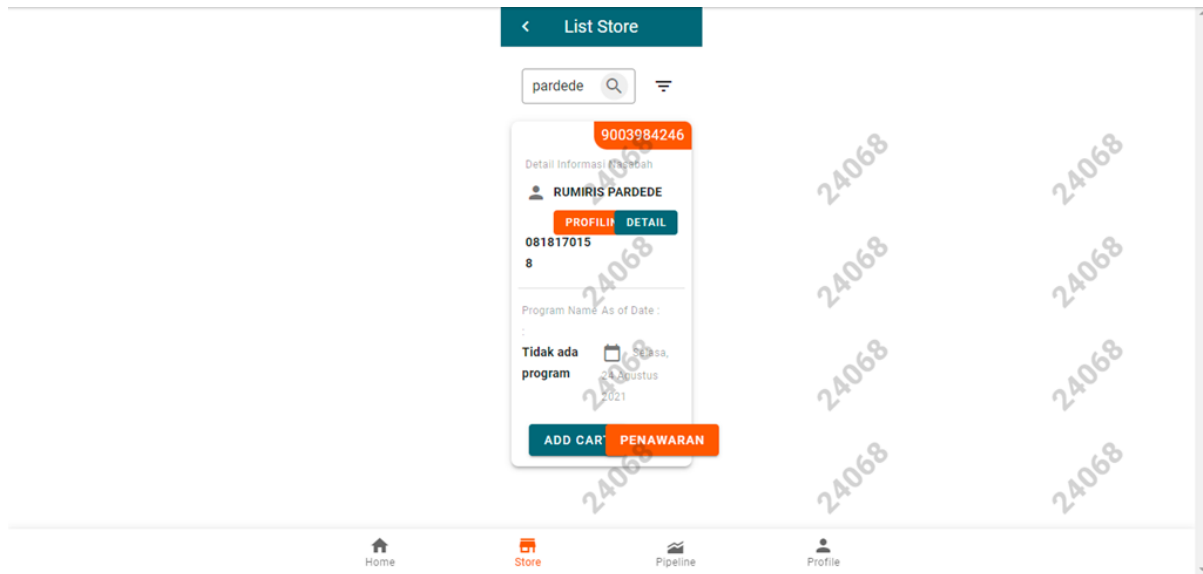 List Store
pardede
9003984246
Detail Informasi Nasabah
RUMIRIS PARDEDE
PROFILIN DETAIL
081817015
8
Program Name As of Date :
:
Tidak ada
program
Selasa,
24 Agustus
2021
ADD CART PENAWARAN
24068 24068 24068
24068 24068 24068
24068 24068 24068
24068 24068 24068
Home Store Pipeline Profile